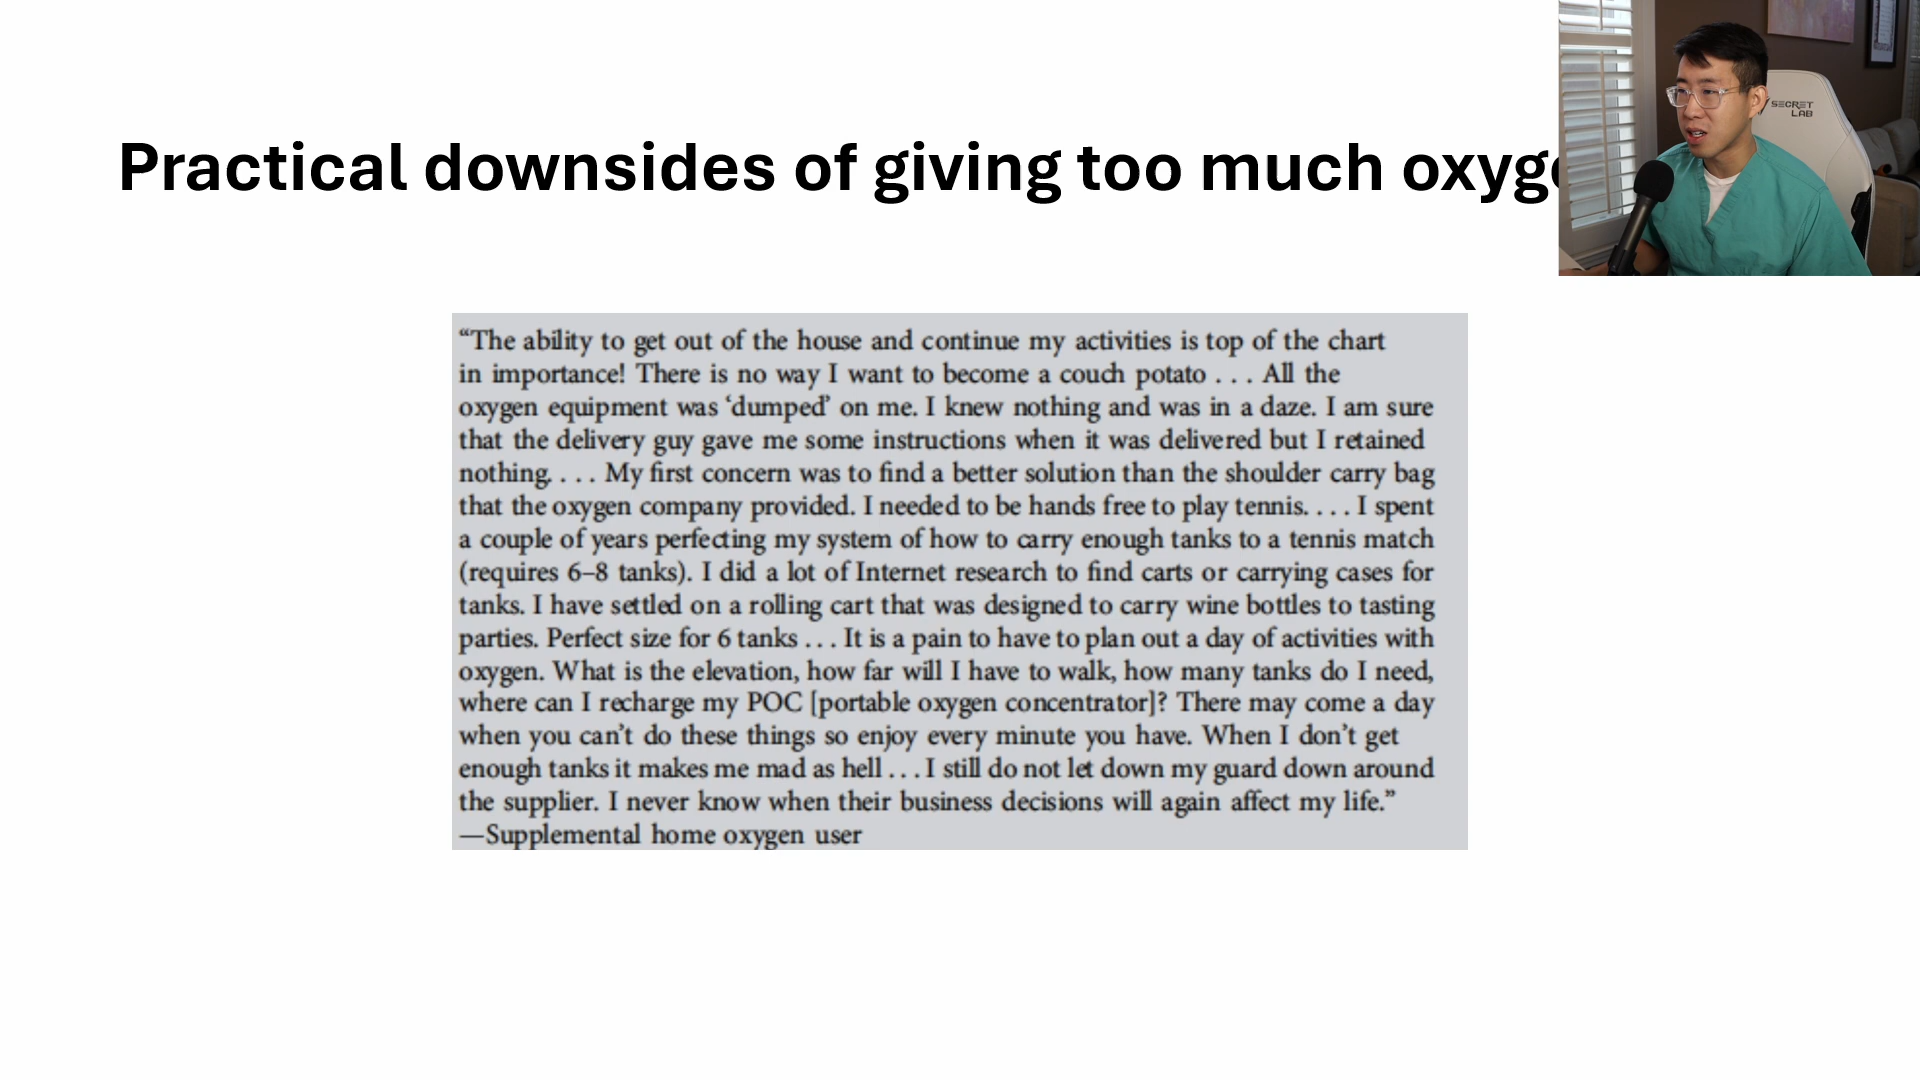 Practical downsides of giving too much
SECRET
LAB
“The ability to get out of the house and continue my activities is top of the chart
in importance! There is no way I want to become a couch potato . . . All the
oxygen equipment was ‘dumped’ on me. I knew nothing and was in a daze. I am sure
that the delivery guy gave me some instructions when it was delivered but I retained
nothing. . . . My first concern was to find a better solution than the shoulder carry bag
that the oxygen company provided. I needed to be hands free to play tennis. . . . I spent
a couple of years perfecting my system of how to carry enough tanks to a tennis match
(requires 6–8 tanks). I did a lot of Internet research to find carts or carrying cases for
tanks. I have settled on a rolling cart that was designed to carry wine bottles to tasting
parties. Perfect size for 6 tanks . . . It is a pain to have to plan out a day of activities with
oxygen. What is the elevation, how far will I have to walk, how many tanks do I need,
where can I recharge my POC [portable oxygen concentrator]? There may come a day
when you can’t do these things so enjoy every minute you have. When I don’t get
enough tanks it makes me mad as hell . . . I still do not let down my guard down around
the supplier. I never know when their business decisions will again affect my life.”
—Supplemental home oxygen user